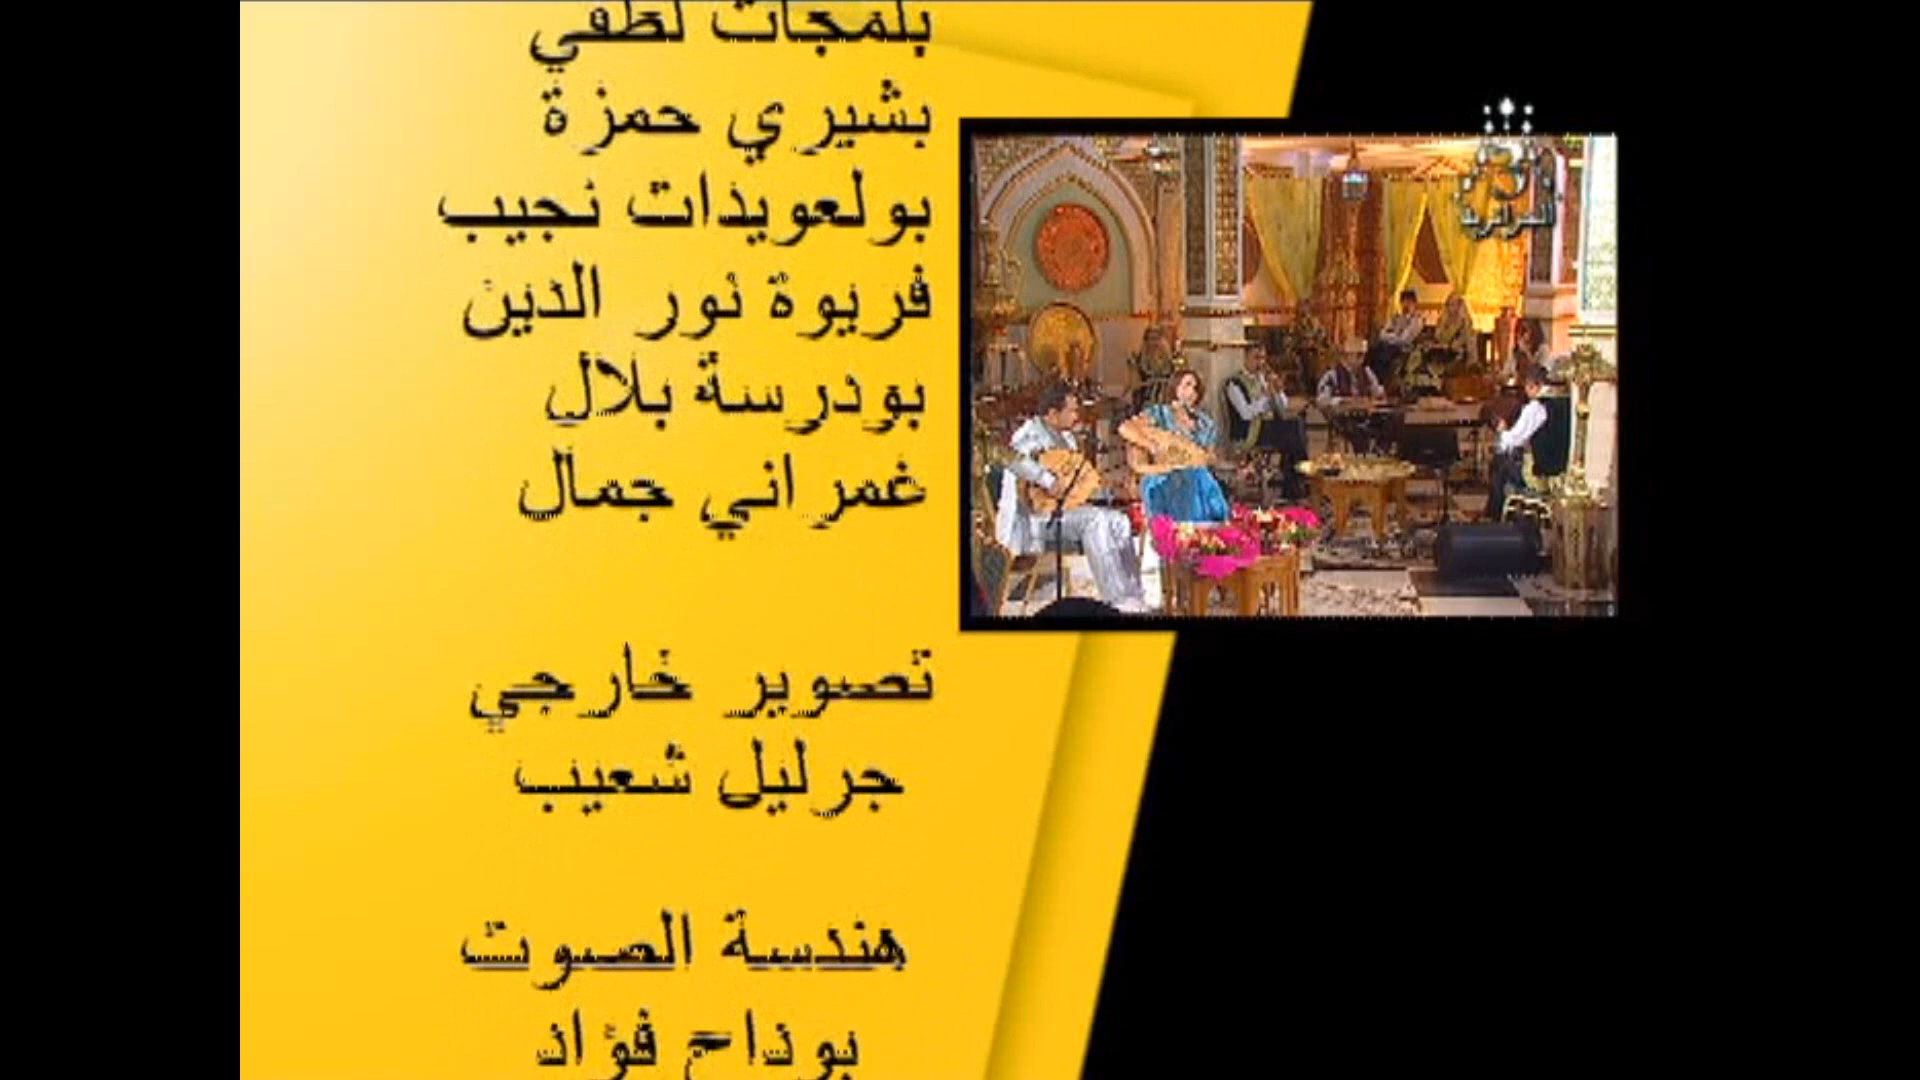 بلمجات لطفي
بشيري حمزة
بولعويذات نجيب
فريوة نور الدين
بودرسة بلال
غمراني جمال
تصوير خارجي
جرليل شعيب
هندسة الصوت
بوذاح فؤاد